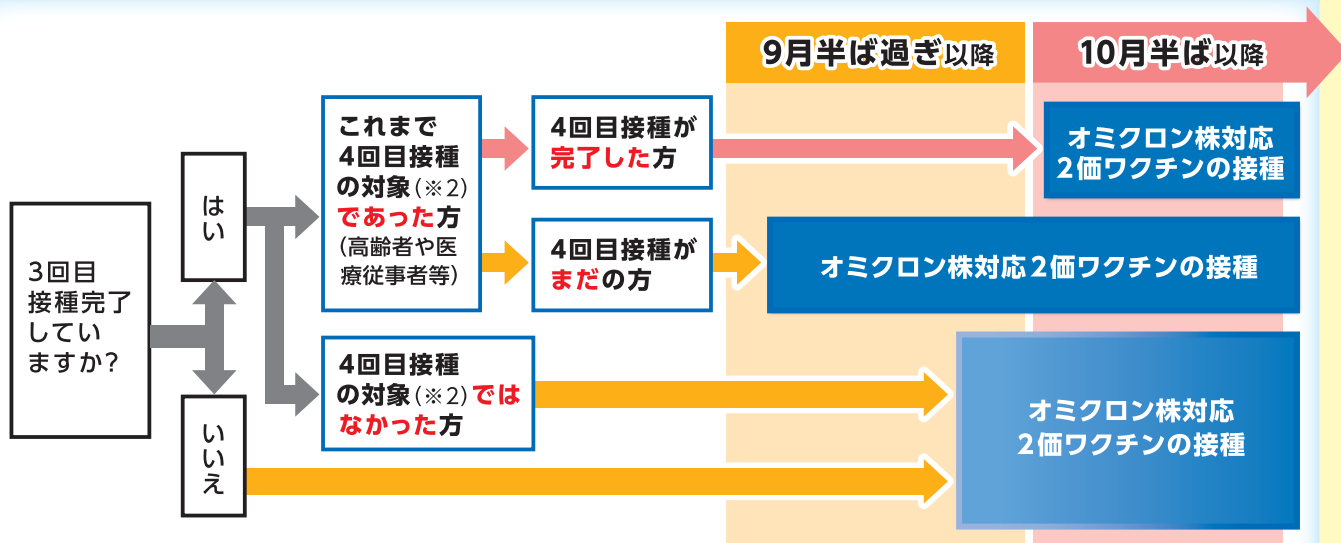 9月半ば過ぎ以降
10月半ば以降
3回目
接種完了
してい
ますか?
はい
いいえ
これまで
4回目接種
の対象(※2)
であった方
(高齢者や医
療従事者等)
4回目接種が
完了した方
オミクロン株対応
2価ワクチンの接種
4回目接種が
まだの方
オミクロン株対応2価ワクチンの接種
4回目接種
の対象(※2)では
なかった方
オミクロン株対応
2価ワクチンの接種